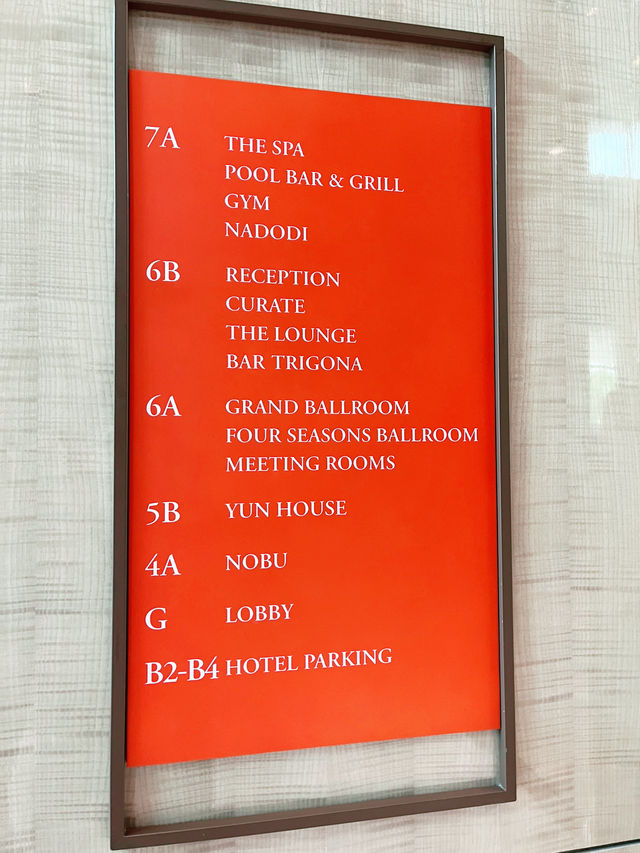 7A THE SPA
POOL BAR & GRILL
GYM
NADODI
6B RECEPTION
CURATE
THE LOUNGE
BAR TRIGONA
6A GRAND BALLROOM
FOUR SEASONS BALLROOM
MEETING ROOMS
5B YUN HOUSE
4A NOBU
G LOBBY
B2-B4 HOTEL PARKING